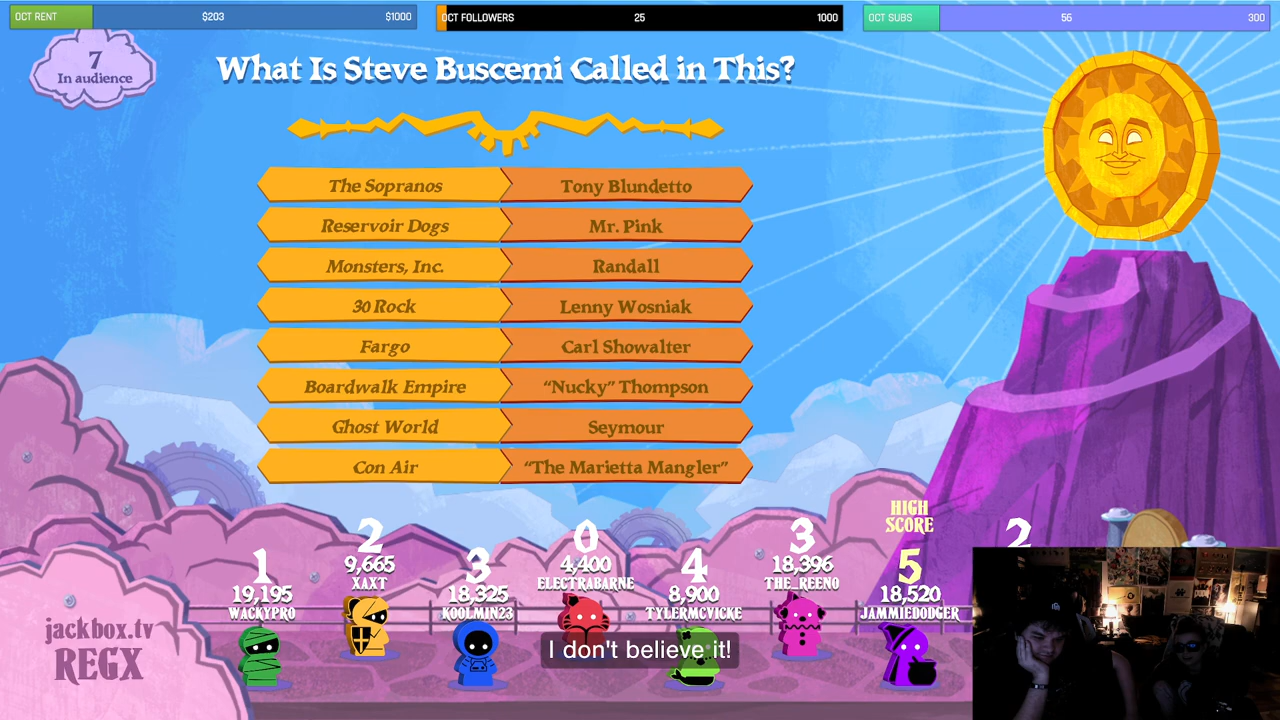 OCT RENT $203 $1000
OCT FOLLOWERS 25 1000
OCT SUBS 56 300
7
In audience
What Is Steve Buscemi Called in This?
The Sopranos Tony Blundetto
Reservoir Dogs Mr. Pink
Monsters, Inc. Randall
30 Rock Lenny Wosniak
Fargo Carl Showalter
Boardwalk Empire “Nucky” Thompson
Ghost World Seymour
Con Air “The Marietta Mangler”
1
19,195
WACKYPRO
2
9,665
XAXT
3
18,325
KOOLMIN23
0
4,400
ELECTRABARNE
4
8,900
TYLERMCVICKE
3
18,396
THE_REENO
HIGH
SCORE
5
18,520
JAMMIEDODGER
2
I don't believe it!
jackbox.tv
REGX